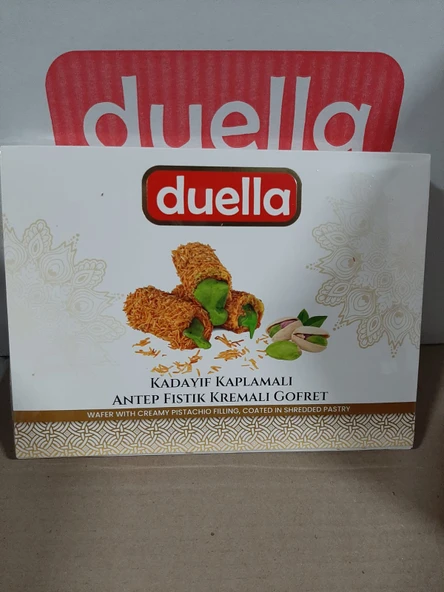 duella
duella
KADAYIF KAPLAMALI
ANTEP FISTIK KREMALI GOFRET
WAFER WITH CREAMY PISTACHIO FILLING, COATED IN SHREDDED PASTRY